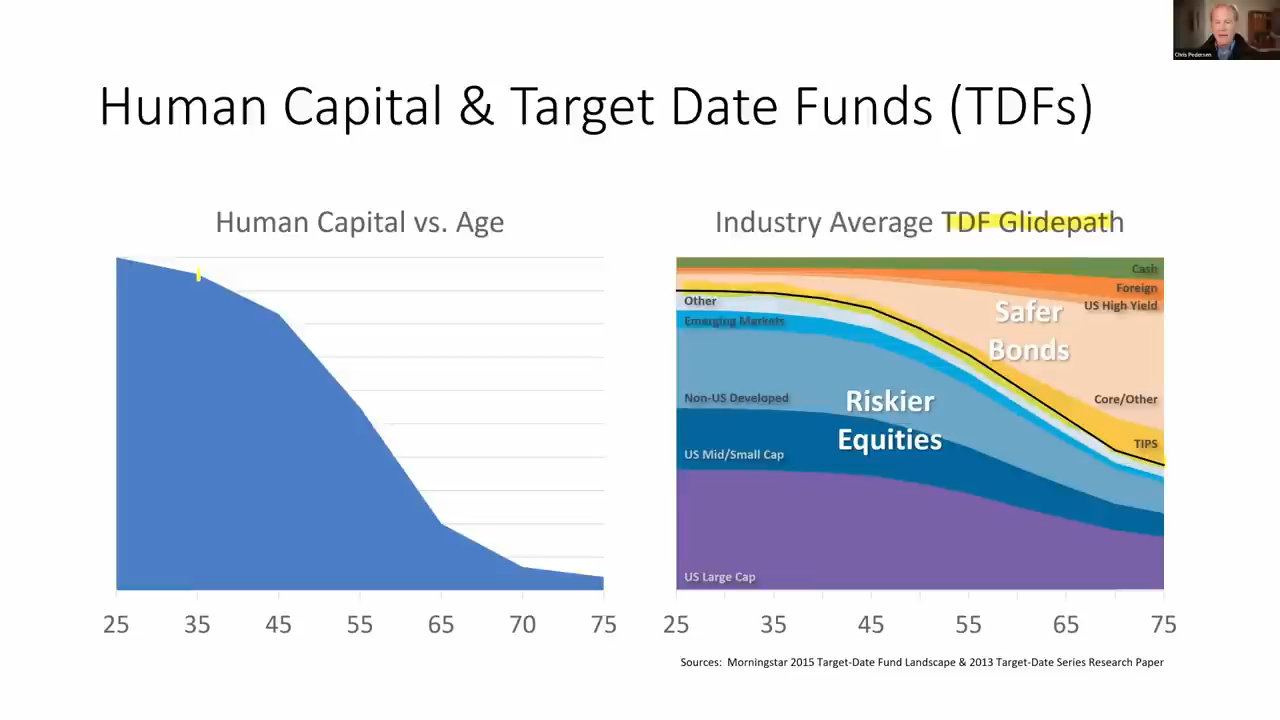 Chris Pedersen
Human Capital & Target Date Funds (TDFs)
Human Capital vs. Age
25 35 45 55 65 70 75
Industry Average TDF Glidepath
Cash
Foreign
US High Yield
Safer
Bonds
Other
Emerging Markets
Non-US Developed
Riskier
Equities
Core/Other
TIPS
US Mid/Small Cap
US Large Cap
25 35 45 55 65 75
Sources: Morningstar 2015 Target-Date Fund Landscape & 2013 Target-Date Series Research Paper